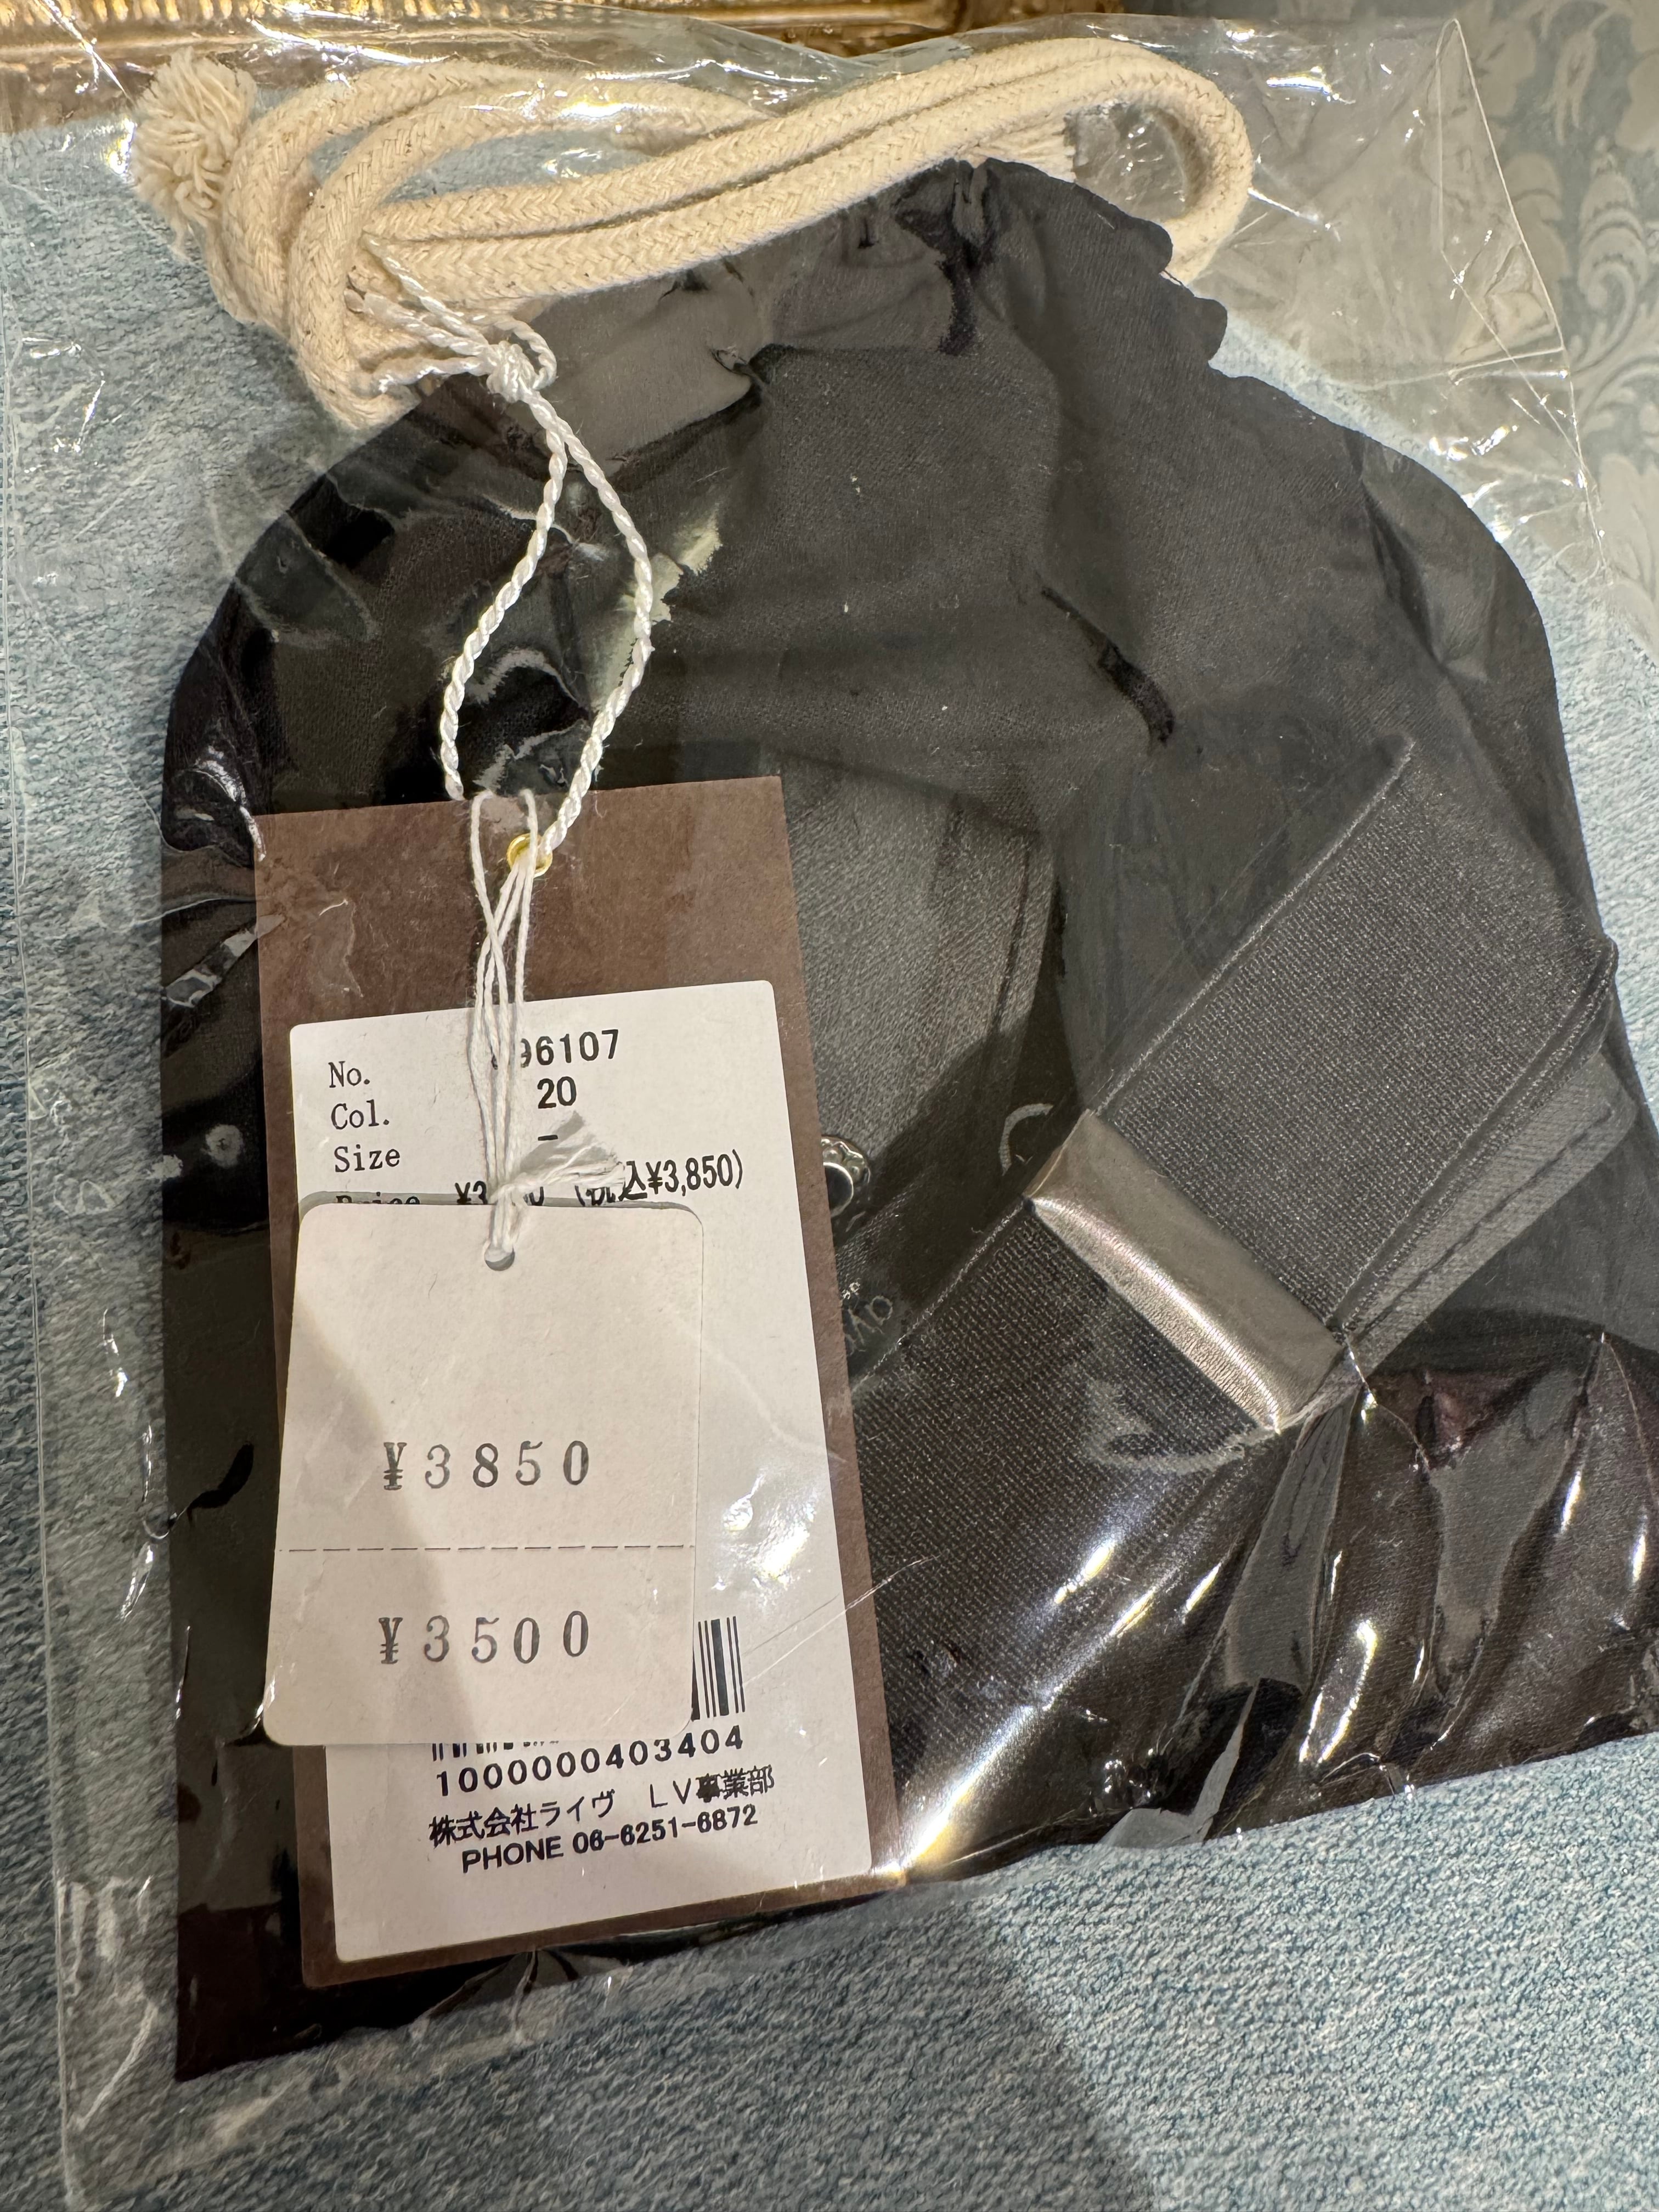 No. 96107
Col. 20
Size -
Price (税込¥3,850)
¥3850
¥3500
1000000403404
株式会社ライヴ LV事業部
PHONE 06-6251-6872